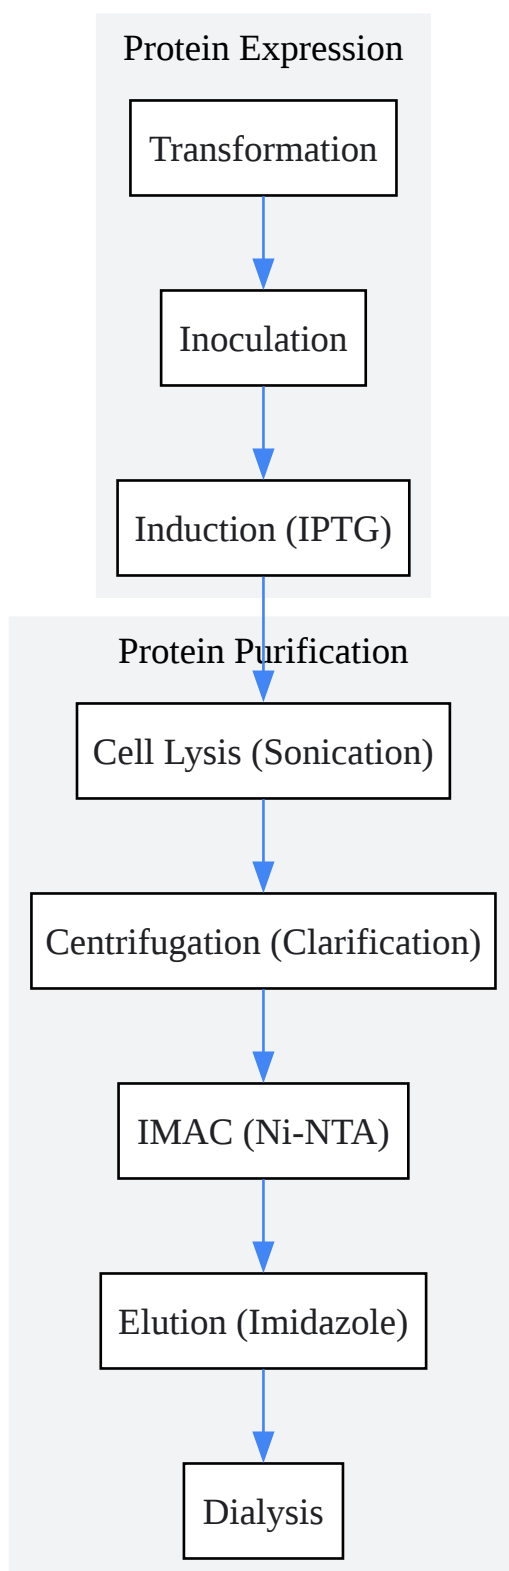 Protein Expression
Transformation
Inoculation
Induction (IPTG)
Protein Purification
Cell Lysis (Sonication)
Centrifugation (Clarification)
IMAC (Ni-NTA)
Elution (Imidazole)
Dialysis